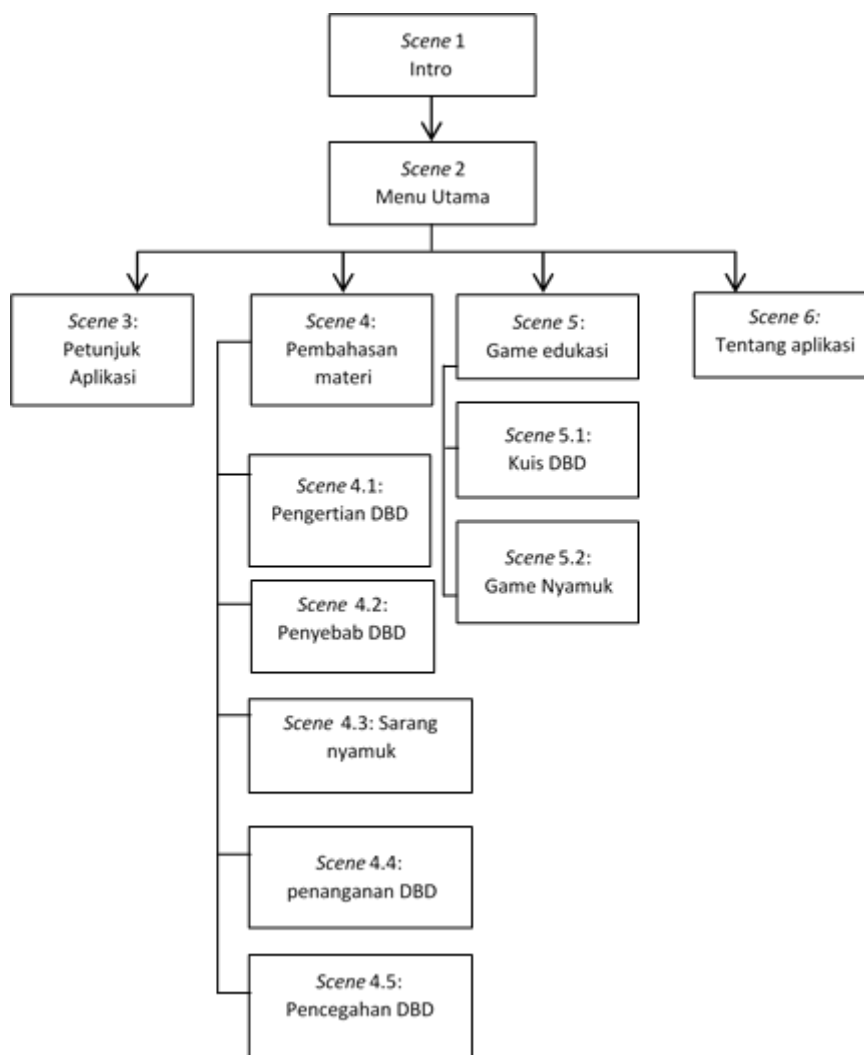 Scene 1
Intro
Scene 2
Menu Utama
Scene 3:
Petunjuk
Aplikasi
Scene 4:
Pembahasan
materi
Scene 5:
Game edukasi
Scene 6:
Tentang aplikasi
Scene 4.1:
Pengertian DBD
Scene 4.2:
Penyebab DBD
Scene 4.3: Sarang
nyamuk
Scene 4.4:
penanganan DBD
Scene 4.5:
Pencegahan DBD
Scene 5.1:
Kuis DBD
Scene 5.2:
Game Nyamuk